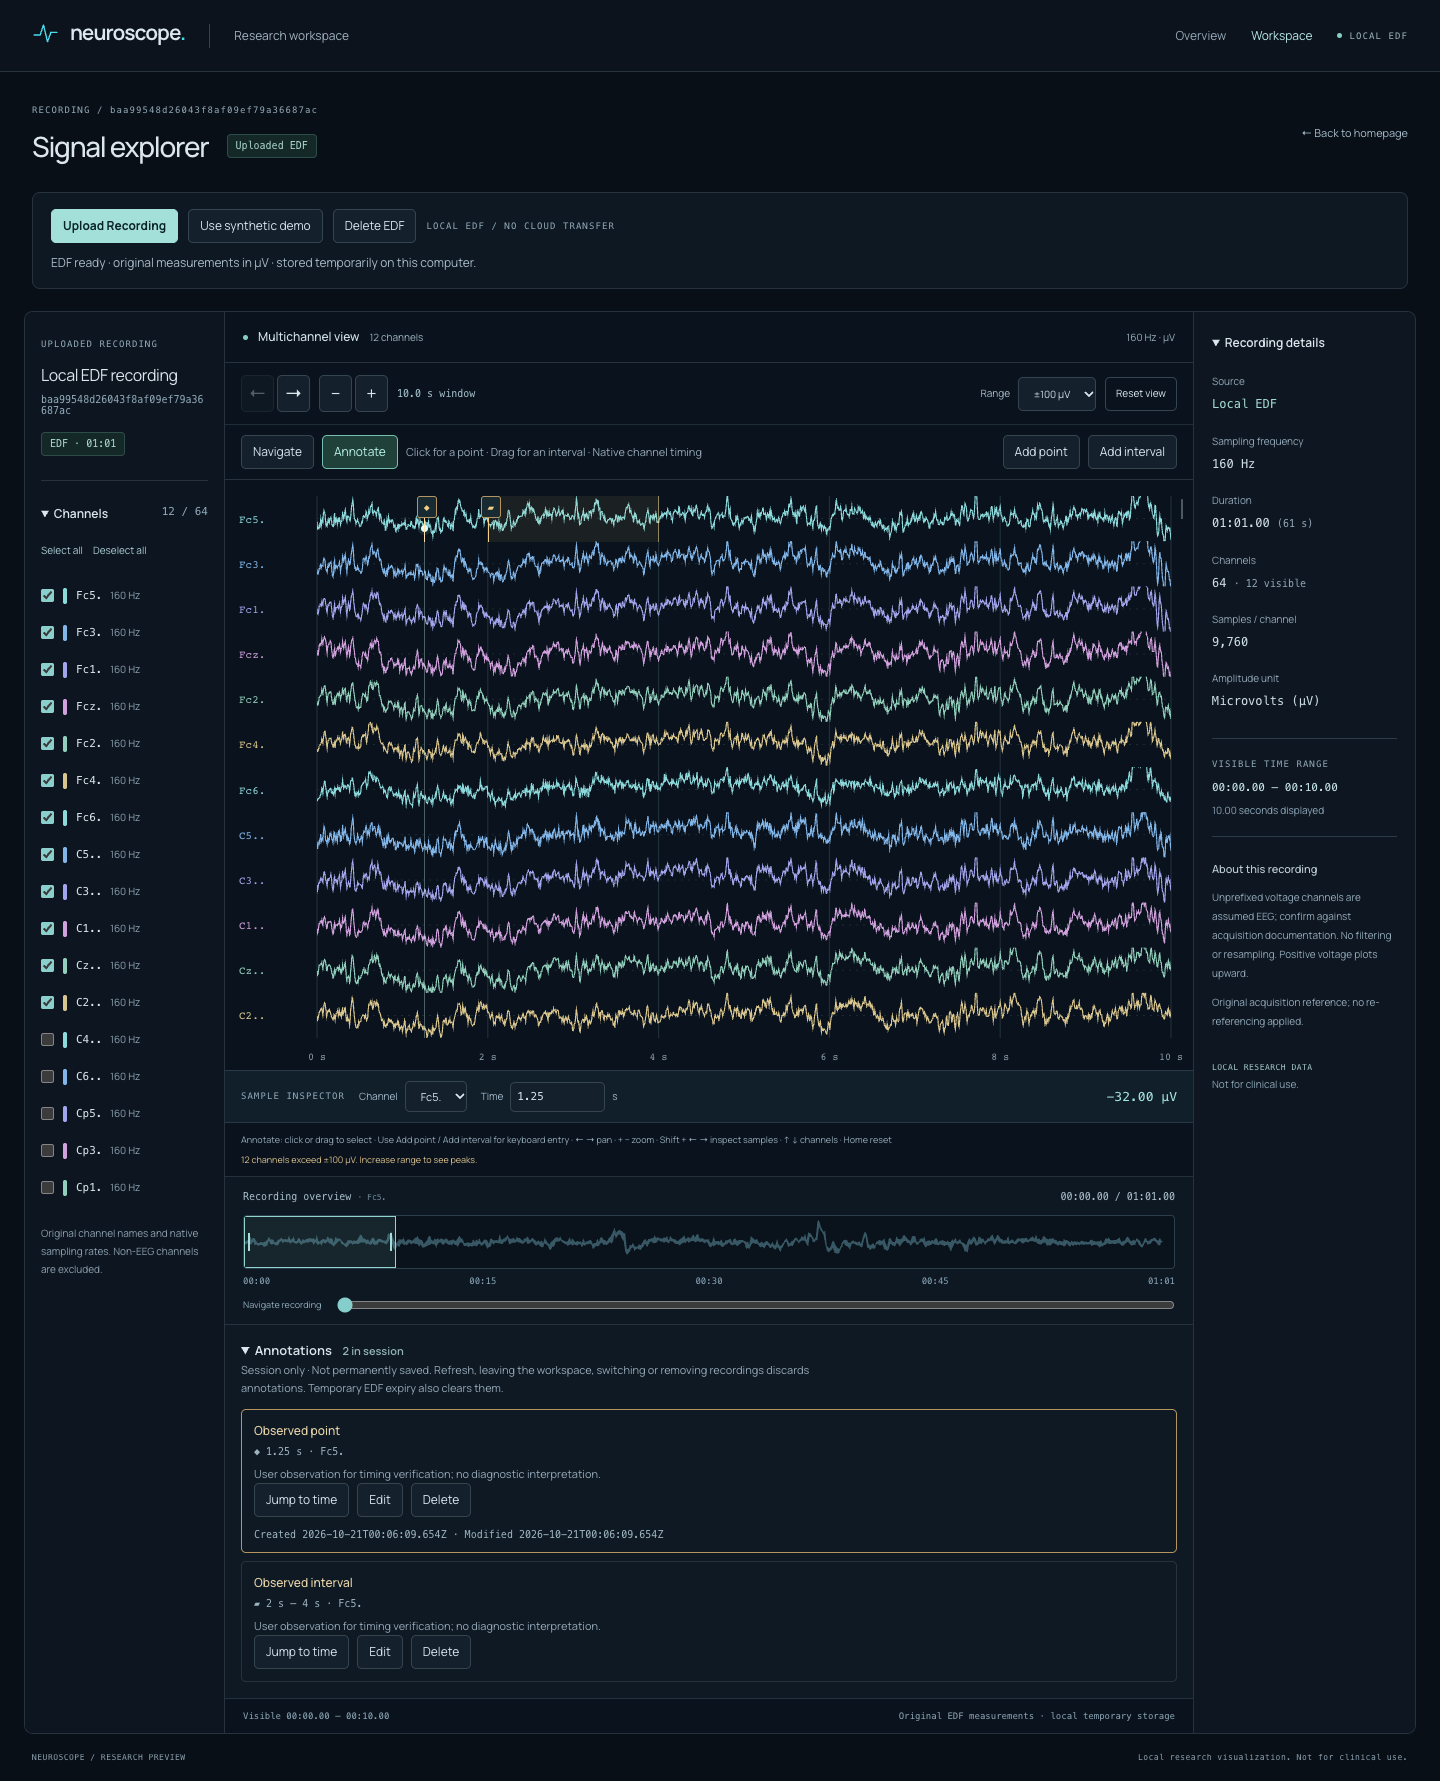 neuroscope.
Research workspace
Overview
Workspace
LOCAL EDF
RECORDING / baa99548d26043f8af09ef79a36687ac
Signal explorer
Uploaded EDF
← Back to homepage
Upload Recording
Use synthetic demo
Delete EDF
LOCAL EDF / NO CLOUD TRANSFER
EDF ready · original measurements in µV · stored temporarily on this computer.
UPLOADED RECORDING
Local EDF recording
baa99548d26043f8af09ef79a36
687ac
EDF · 01:01
▼ Channels
12 / 64
Select all
Deselect all
Fc5. 160 Hz
Fc3. 160 Hz
Fc1. 160 Hz
Fcz. 160 Hz
Fc2. 160 Hz
Fc4. 160 Hz
Fc6. 160 Hz
C5.. 160 Hz
C3.. 160 Hz
C1.. 160 Hz
Cz.. 160 Hz
C2.. 160 Hz
C4.. 160 Hz
C6.. 160 Hz
Cp5. 160 Hz
Cp3. 160 Hz
Cp1. 160 Hz
Original channel names and native
sampling rates. Non-EEG channels
are excluded.
Multichannel view
12 channels
160 Hz · µV
← → − + 10.0 s window
Range
±100 µV
Reset view
Navigate
Annotate
Click for a point · Drag for an interval · Native channel timing
Add point
Add interval
Fc5.
Fc3.
Fc1.
Fcz.
Fc2.
Fc4.
Fc6.
C5..
C3..
C1..
Cz..
C2..
0 s
2 s
4 s
6 s
8 s
10 s
SAMPLE INSPECTOR
Channel
Fc5.
Time
1.25
s
−32.00 µV
Annotate: click or drag to select · Use Add point / Add interval for keyboard entry · ← → pan · + − zoom · Shift + ← → inspect samples · ↑ ↓ channels · Home reset
12 channels exceed ±100 µV. Increase range to see peaks.
Recording overview · Fc5.
00:00.00 / 01:01.00
00:00
00:15
00:30
00:45
01:01
Navigate recording
▼ Annotations
2 in session
Session only · Not permanently saved. Refresh, leaving the workspace, switching or removing recordings discards
annotations. Temporary EDF expiry also clears them.
Observed point
◆ 1.25 s · Fc5.
User observation for timing verification; no diagnostic interpretation.
Jump to time
Edit
Delete
Created 2026-10-21T00:06:09.654Z · Modified 2026-10-21T00:06:09.654Z
Observed interval
▰ 2 s – 4 s · Fc5.
User observation for timing verification; no diagnostic interpretation.
Jump to time
Edit
Delete
Visible 00:00.00 – 00:10.00
Original EDF measurements · local temporary storage
▼ Recording details
Source
Local EDF
Sampling frequency
160 Hz
Duration
01:01.00 (61 s)
Channels
64 · 12 visible
Samples / channel
9,760
Amplitude unit
Microvolts (µV)
VISIBLE TIME RANGE
00:00.00 – 00:10.00
10.00 seconds displayed
About this recording
Unprefixed voltage channels are
assumed EEG; confirm against
acquisition documentation. No filtering
or resampling. Positive voltage plots
upward.
Original acquisition reference; no re-
referencing applied.
LOCAL RESEARCH DATA
Not for clinical use.
NEUROSCOPE / RESEARCH PREVIEW
Local research visualization. Not for clinical use.